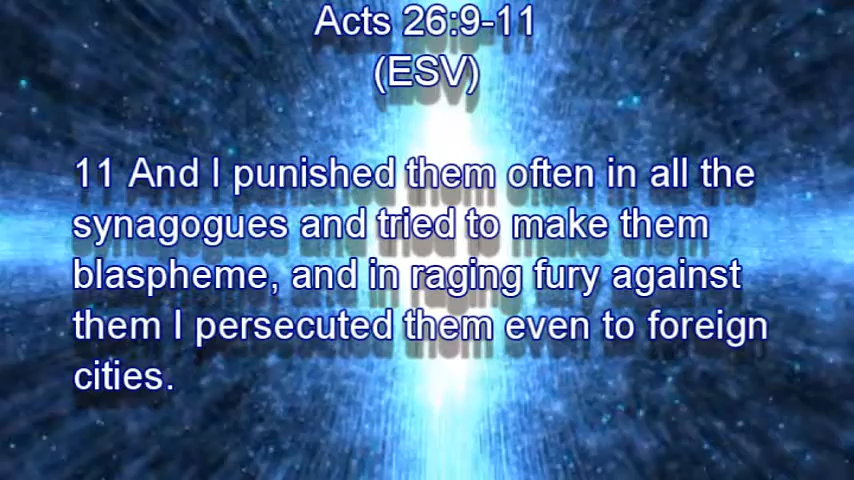 Acts 26:9-11
(ESV)
11 And I punished them often in all the
synagogues and tried to make them
blaspheme, and in raging fury against
them I persecuted them even to foreign
cities.